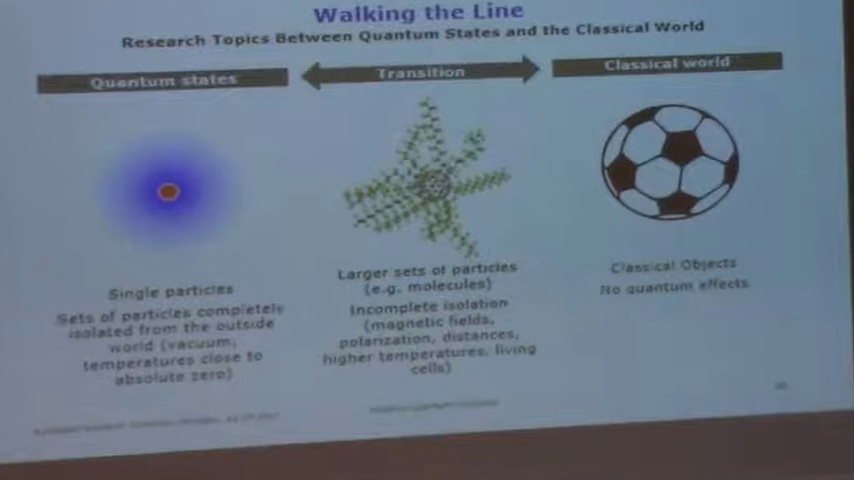 Walking the Line
Research Topics Between Quantum States and the Classical World
Quantum states
Transition
Classical world
Single particles
Sets of particles completely
isolated from the outside
world (vacuum,
temperatures close to
absolute zero)
Larger sets of particles
(e.g. molecules)
Incomplete isolation
(magnetic fields,
polarization, distances,
higher temperatures, living
cells)
Classical Objects
No quantum effects